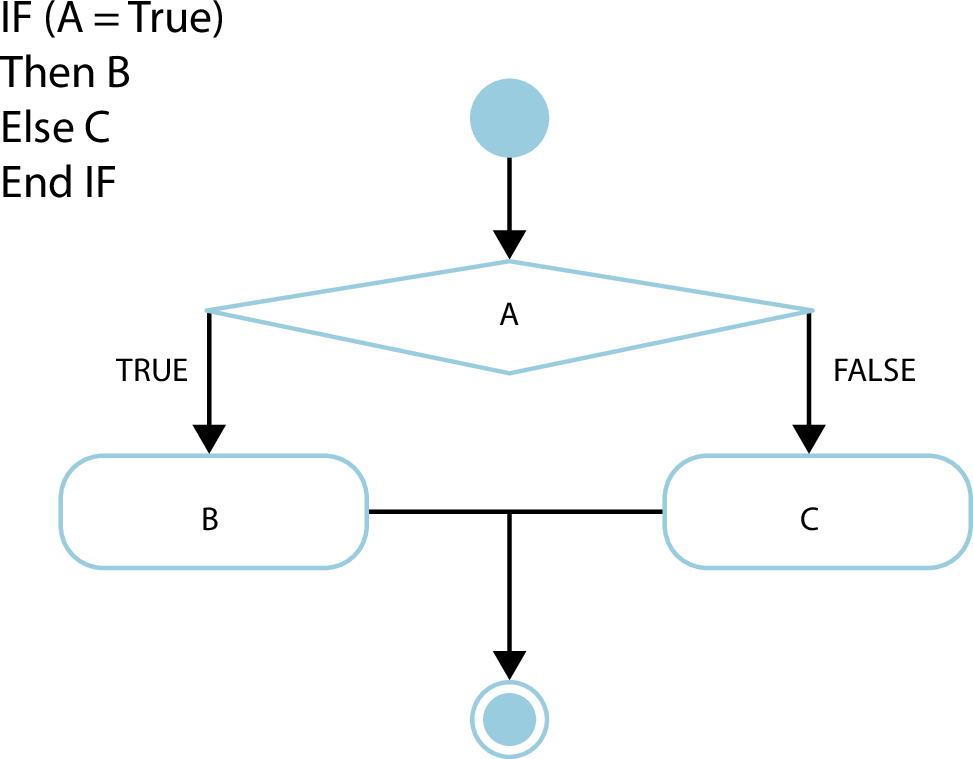 IF (A = True)
Then B
Else C
End IF
A
TRUE
FALSE
B
C